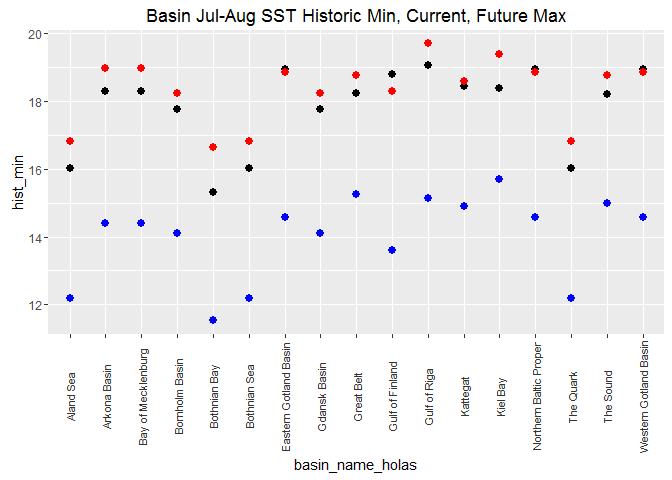 Basin Jul-Aug SST Historic Min, Current, Future Max
hist_min
20
18
16
14
12
Aland Sea
Arkona Basin
Bay of Mecklenburg
Bornholm Basin
Bothnian Bay
Bothnian Sea
Eastern Gotland Basin
Gdansk Basin
Great Belt
Gulf of Finland
Gulf of Riga
Kattegat
Kiel Bay
Northern Baltic Proper
The Quark
The Sound
Western Gotland Basin
basin_name_holas